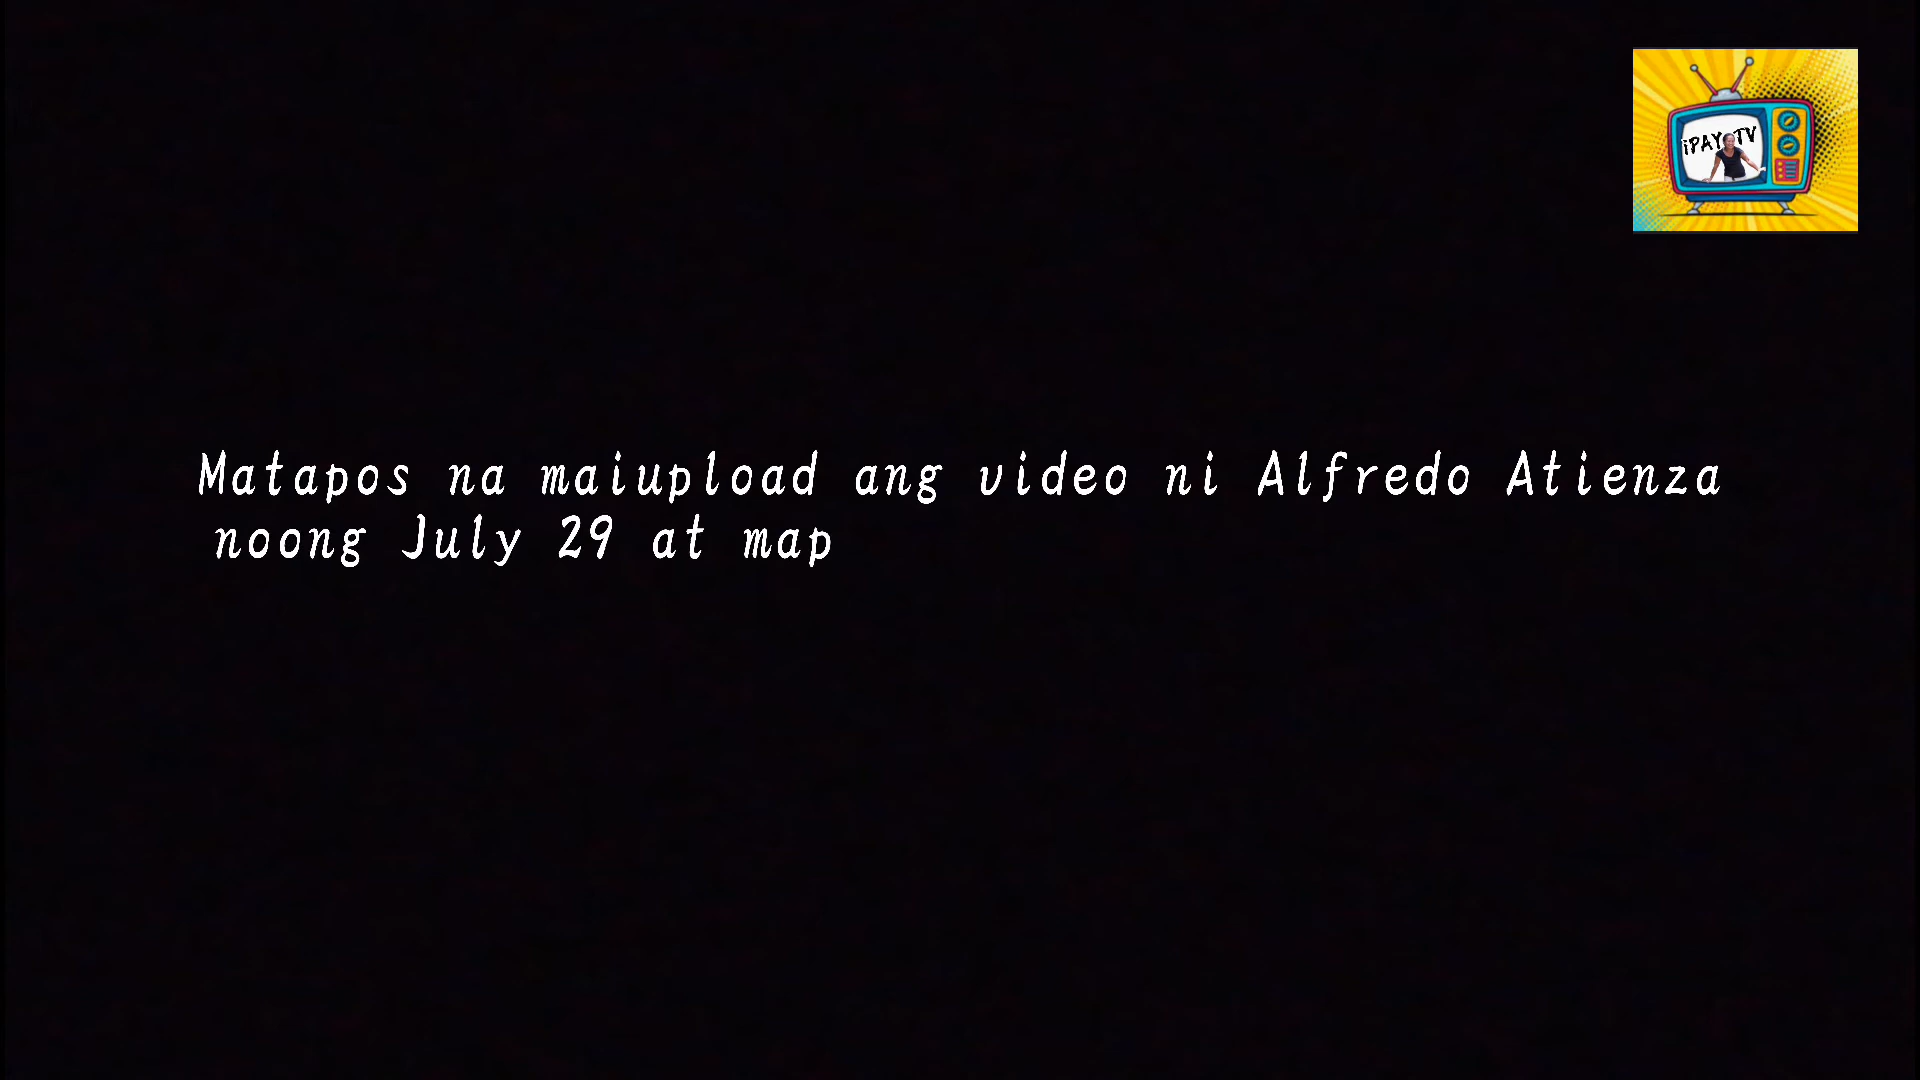 iPAY TV
Matapos na maiupload ang video ni Alfredo Atienza
noong July 29 at map